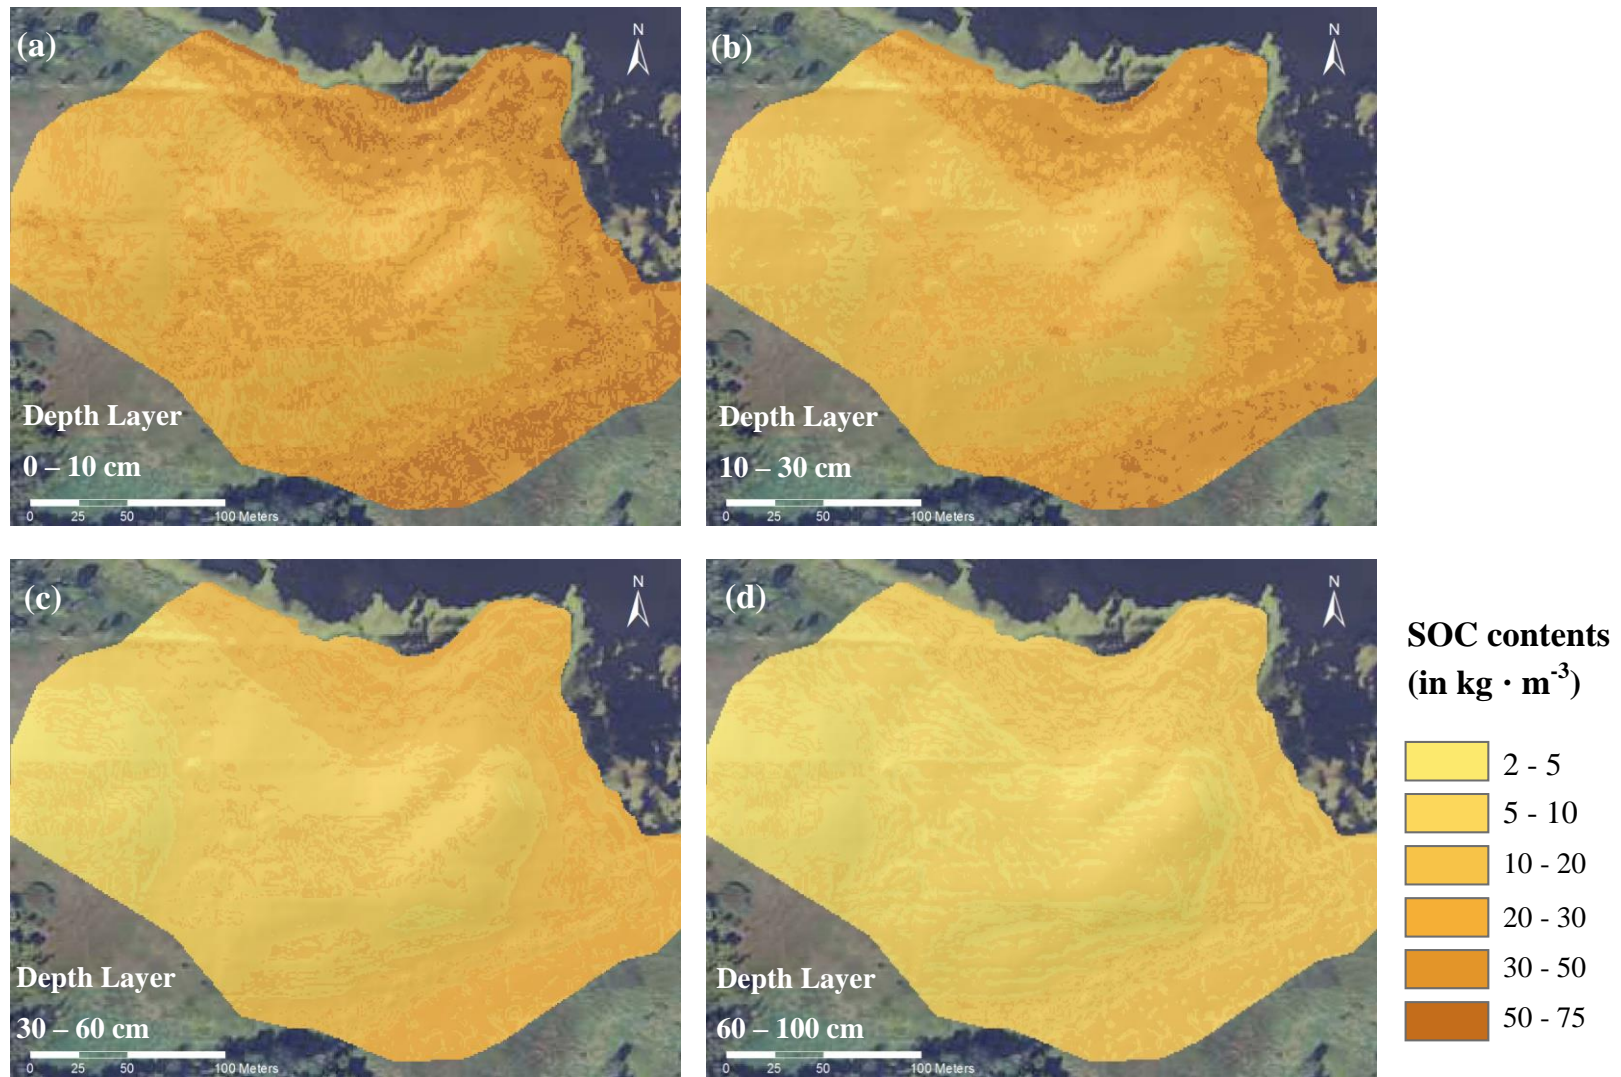 (a)
N
Depth Layer
0 – 10 cm
0 25 50 100 Meters
(b)
N
Depth Layer
10 – 30 cm
0 25 50 100 Meters
(c)
N
Depth Layer
30 – 60 cm
0 25 50 100 Meters
(d)
N
Depth Layer
60 – 100 cm
0 25 50 100 Meters
SOC contents
(in kg · m⁻³)
2 - 5
5 - 10
10 - 20
20 - 30
30 - 50
50 - 75